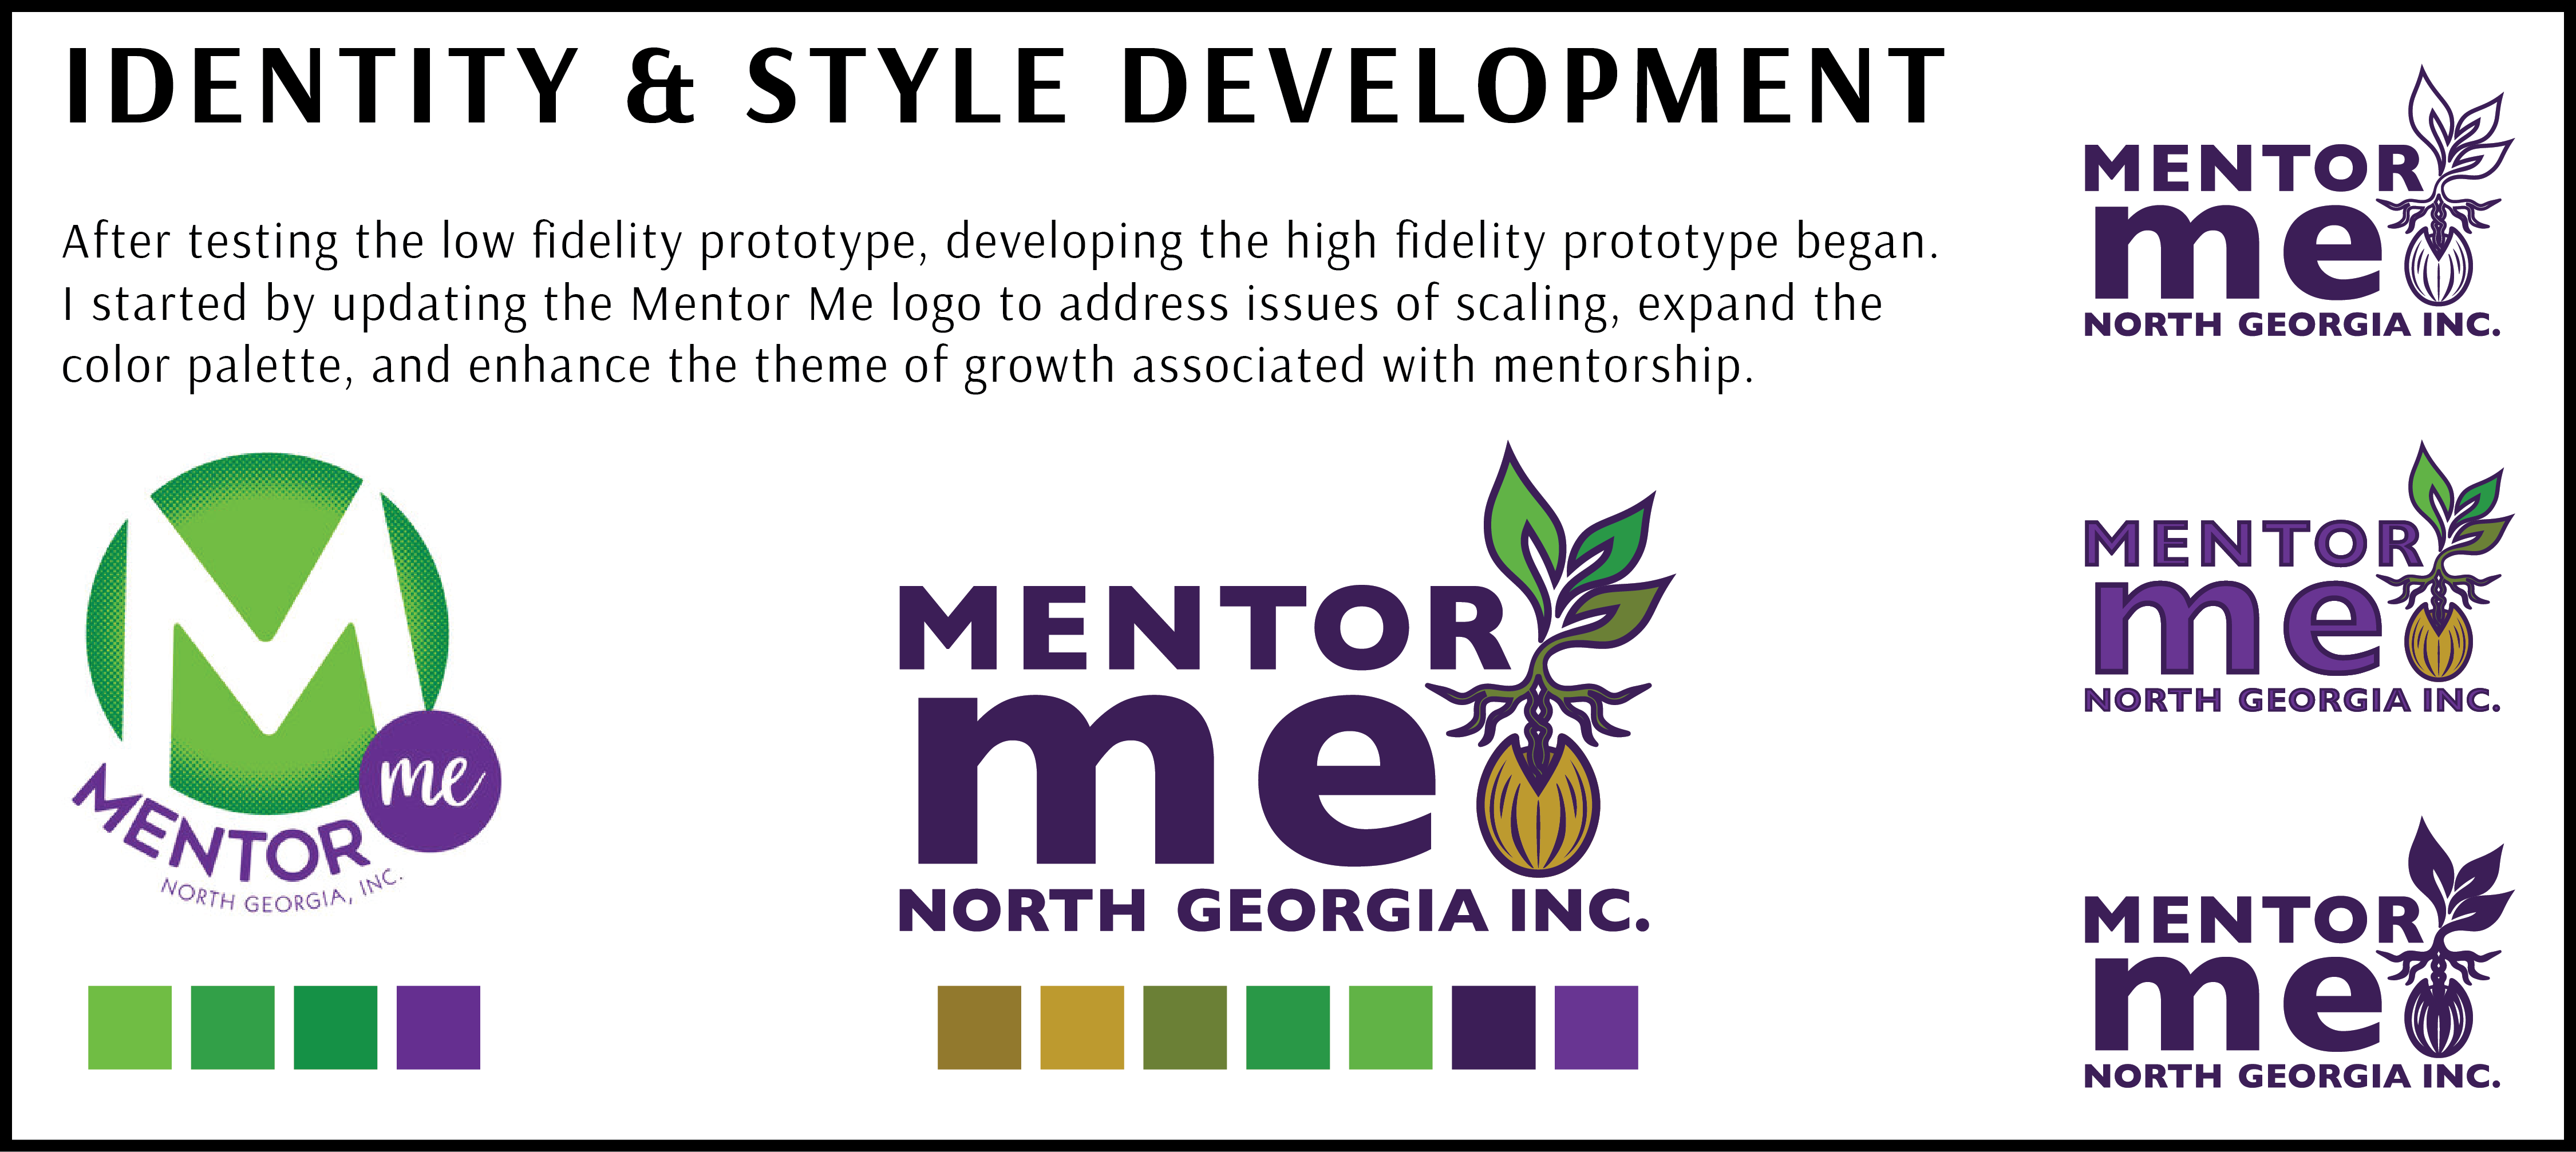 IDENTITY & STYLE DEVELOPMENT
After testing the low fidelity prototype, developing the high fidelity prototype began.
I started by updating the Mentor Me logo to address issues of scaling, expand the
color palette, and enhance the theme of growth associated with mentorship.
M
me
MENTOR
NORTH GEORGIA, INC.
MENTOR
me
NORTH GEORGIA INC.
MENTOR
me
NORTH GEORGIA INC.
MENTOR
me
NORTH GEORGIA INC.
MENTOR
me
NORTH GEORGIA INC.